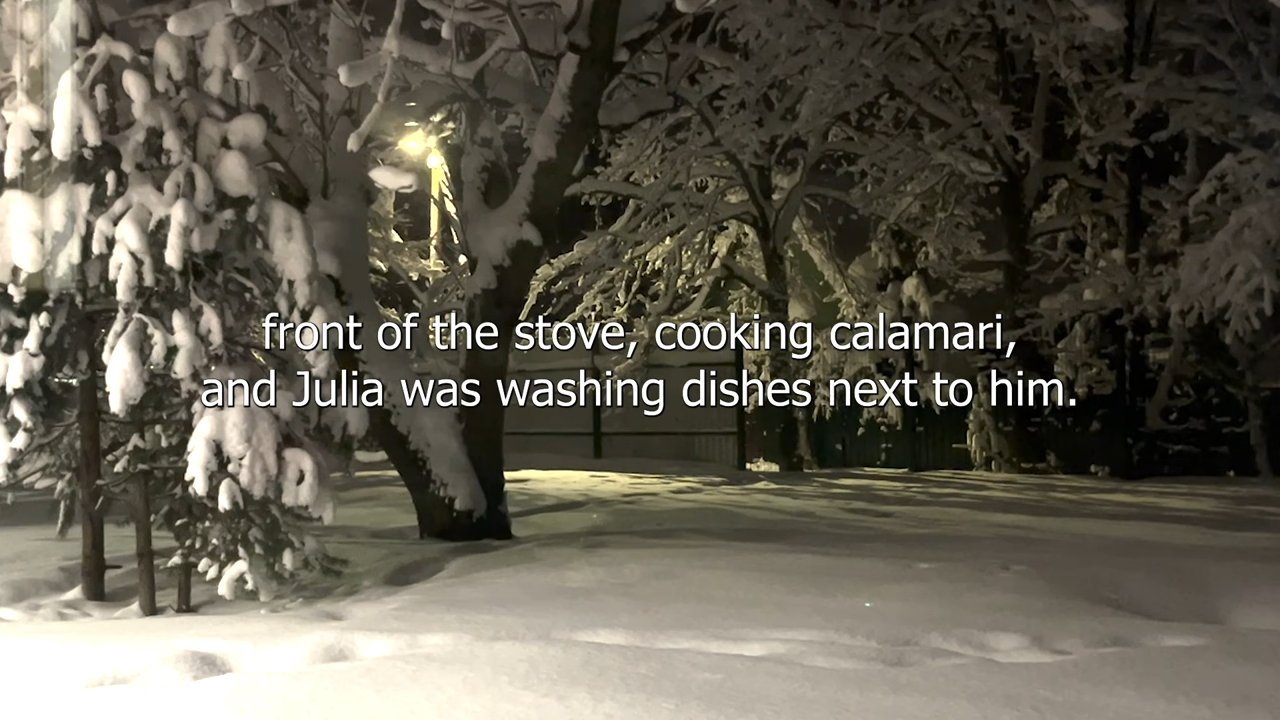 front of the stove, cooking calamari,
and Julia was washing dishes next to him.